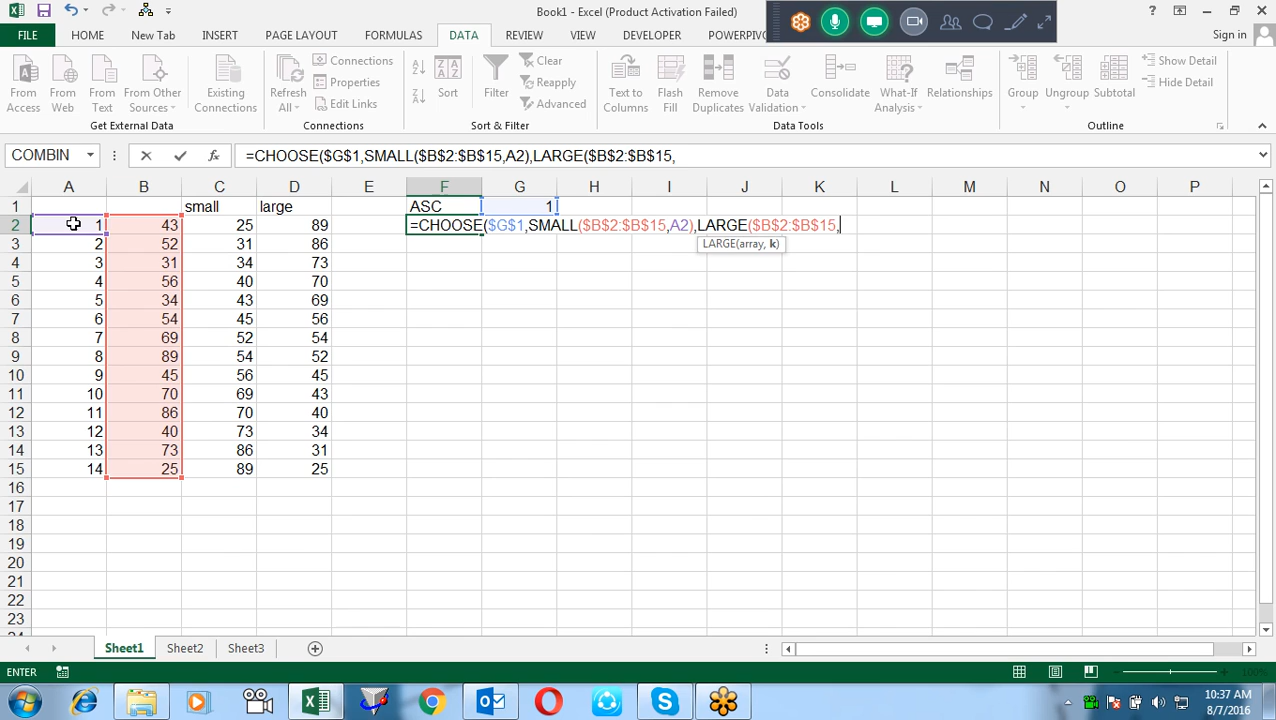 Book1 - Excel (Product Activation Failed)
FILE
INSERT
PAGE LAYOUT
FORMULAS
DATA
REVIEW
VIEW
DEVELOPER
POWERPIVOT
Sign in
From Access
From Web
From Text
From Other Sources
Existing Connections
Refresh All
Connections
Properties
Edit Links
Sort
Filter
Clear
Reapply
Advanced
Text to Columns
Flash Fill
Remove Duplicates
Data Validation
Consolidate
What-If Analysis
Relationships
Group
Ungroup
Subtotal
Show Detail
Hide Detail
Get External Data
Connections
Sort & Filter
Data Tools
Outline
COMBIN
=CHOOSE($G$1,SMALL($B$2:$B$15,A2),LARGE($B$2:$B$15,
A B C D E F G H I J K L M N O P
1 small large ASC 1
2 1 43 25 89 =CHOOSE($G$1,SMALL($B$2:$B$15,A2),LARGE($B$2:$B$15,
3 2 52 31 86
LARGE(array, k)
4 3 31 34 73
5 4 56 40 70
6 5 34 43 69
7 6 54 45 56
8 7 69 52 54
9 8 89 54 52
10 9 45 56 45
11 10 70 69 43
12 11 86 70 40
13 12 40 73 34
14 13 73 86 31
15 14 25 89 25
16
17
18
19
20
21
22
23
24
Sheet1
Sheet2
Sheet3
ENTER
100%
10:37 AM
8/7/2016